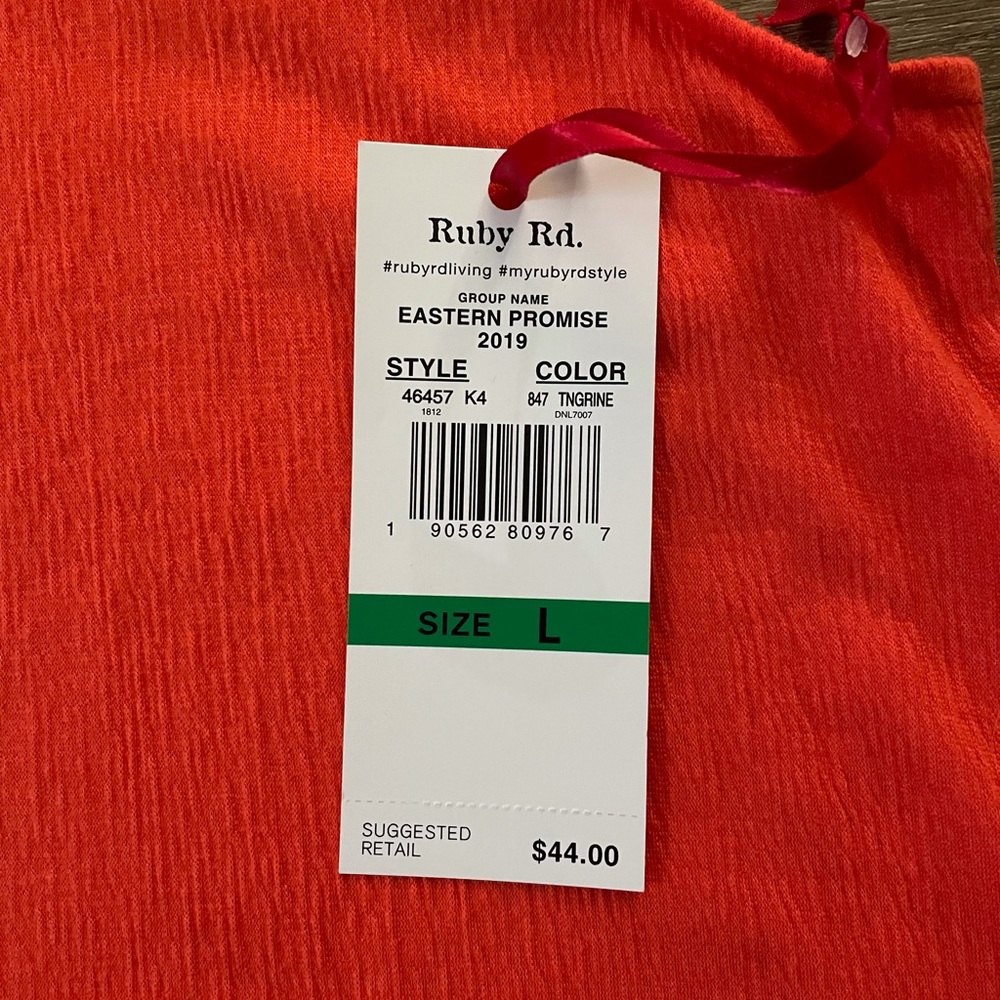 Ruby Rd.
#rubyrdliving #myrubyrdstyle
GROUP NAME
EASTERN PROMISE
2019
STYLE COLOR
46457 K4 847 TNGRINE
1812 DNL7007
1 90562 80976 7
SIZE L
SUGGESTED
RETAIL $44.00